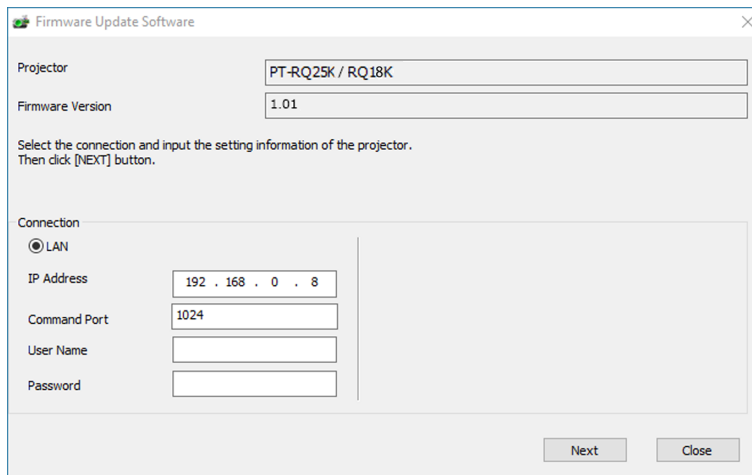 Firmware Update Software
Projector PT-RQ25K / RQ18K
Firmware Version 1.01
Select the connection and input the setting information of the projector.
Then click [NEXT] button.
Connection
LAN
IP Address 192 . 168 . 0 . 8
Command Port 1024
User Name
Password
Next Close